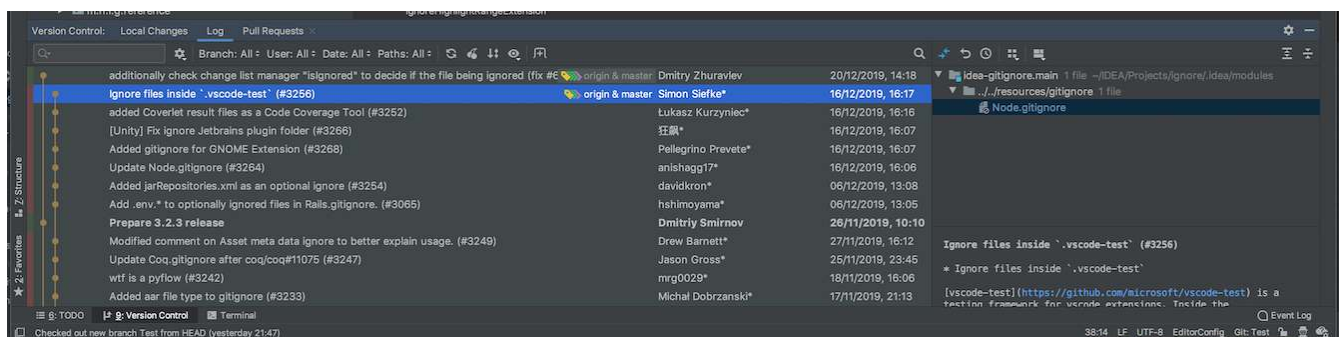 Version Control: Local Changes Log Pull Requests
Branch: All User: All Date: All Paths: All
additionally check change list manager "isIgnored" to decide if the file being ignored (fix #6 origin & master Dmitry Zhuravlev 20/12/2019, 14:18
Ignore files inside `.vscode-test` (#3256) origin & master Simon Siefke* 16/12/2019, 16:17
added Coverlet result files as a Code Coverage Tool (#3252) Łukasz Kurzyniec* 16/12/2019, 16:16
[Unity] Fix ignore Jetbrains plugin folder (#3266) 狂飙* 16/12/2019, 16:07
Added gitignore for GNOME Extension (#3268) Pellegrino Prevete* 16/12/2019, 16:07
Update Node.gitignore (#3264) anishagg17* 16/12/2019, 16:06
Added jarRepositories.xml as an optional ignore (#3254) davidkron* 06/12/2019, 13:08
Add .env.* to optionally ignored files in Rails.gitignore. (#3065) hshimoyama* 06/12/2019, 13:05
Prepare 3.2.3 release Dmitriy Smirnov 26/11/2019, 10:10
Modified comment on Asset meta data ignore to better explain usage. (#3249) Drew Barnett* 27/11/2019, 16:12
Update Coq.gitignore after coq/coq#11075 (#3247) Jason Gross* 25/11/2019, 23:45
wtf is a pyflow (#3242) mrg0029* 18/11/2019, 16:06
Added aar file type to gitignore (#3233) Michal Dobrzanski* 17/11/2019, 21:13
idea-gitignore.main 1 file ~/IDEA/Projects/ignore/.idea/modules
../../resources/gitignore 1 file
Node.gitignore
Ignore files inside `.vscode-test` (#3256)
* Ignore files inside `.vscode-test`
[vscode-test](https://github.com/microsoft/vscode-test) is a
testing framework for vscode extensions. Inside the
Z: Structure
2: Favorites
6: TODO 9: Version Control Terminal Event Log
Checked out new branch Test from HEAD (yesterday 21:47) 38:14 LF UTF-8 EditorConfig Git: Test